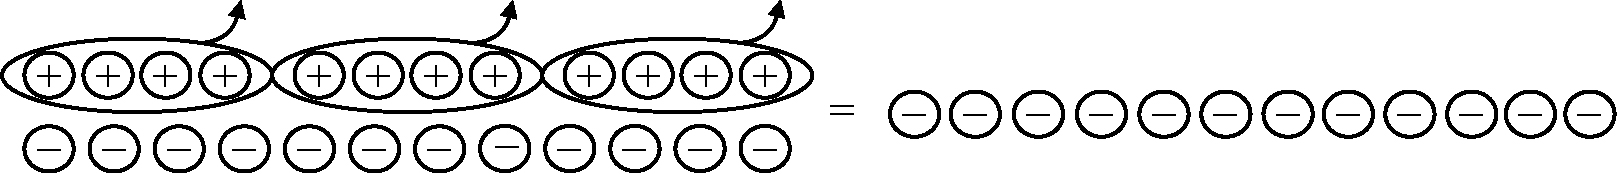 + + + + + + + + + + + +
− − − − − − − − − − − − = − − − − − − − − − − − −